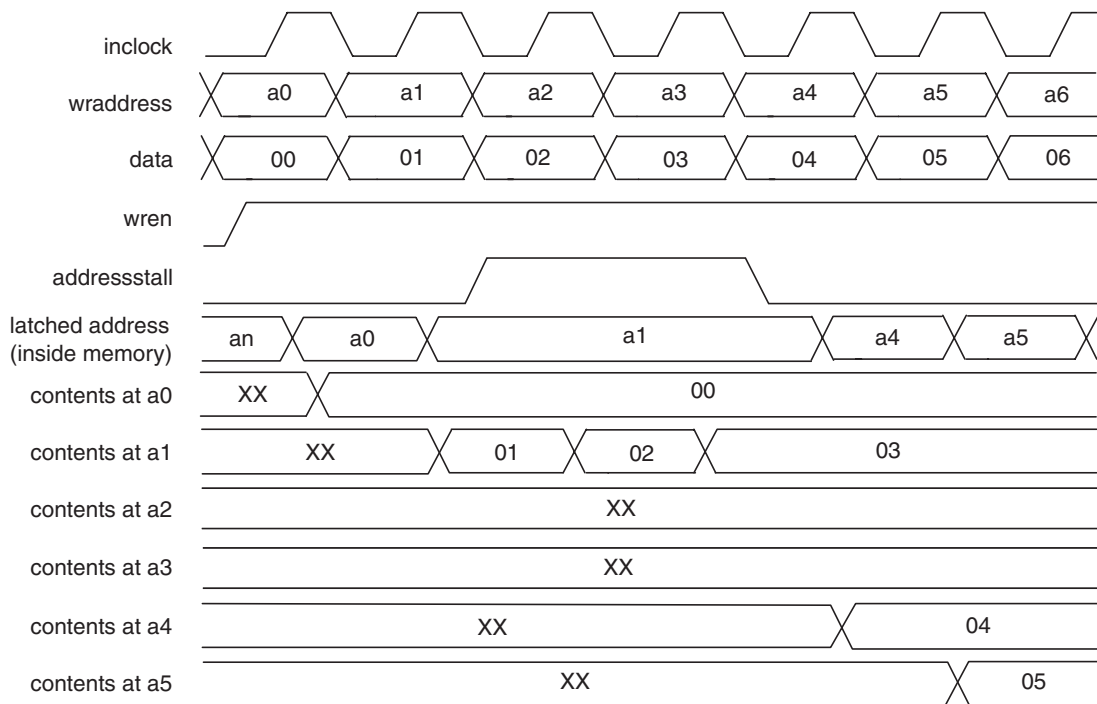 inclock
wraddress a0 a1 a2 a3 a4 a5 a6
data 00 01 02 03 04 05 06
wren
addressstall
latched address
(inside memory) an a0 a1 a4 a5
contents at a0 XX 00
contents at a1 XX 01 02 03
contents at a2 XX
contents at a3 XX
contents at a4 XX 04
contents at a5 XX 05